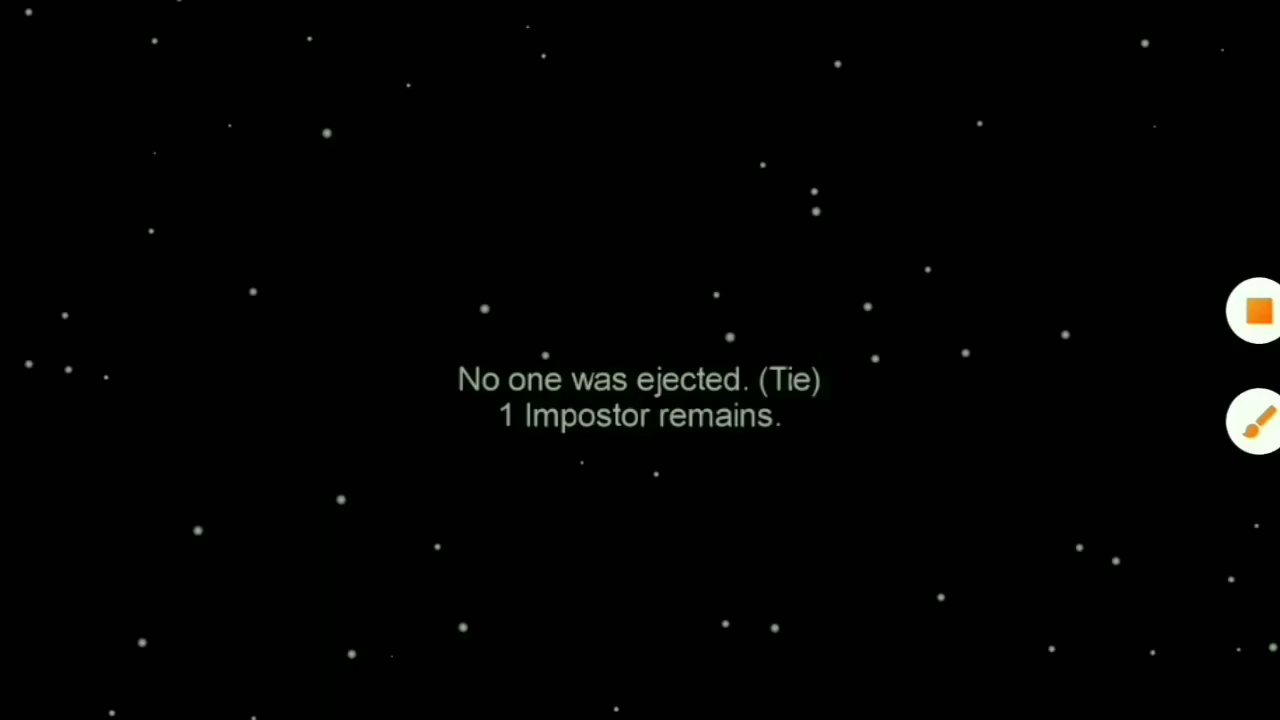 No one was ejected. (Tie)
1 Impostor remains.